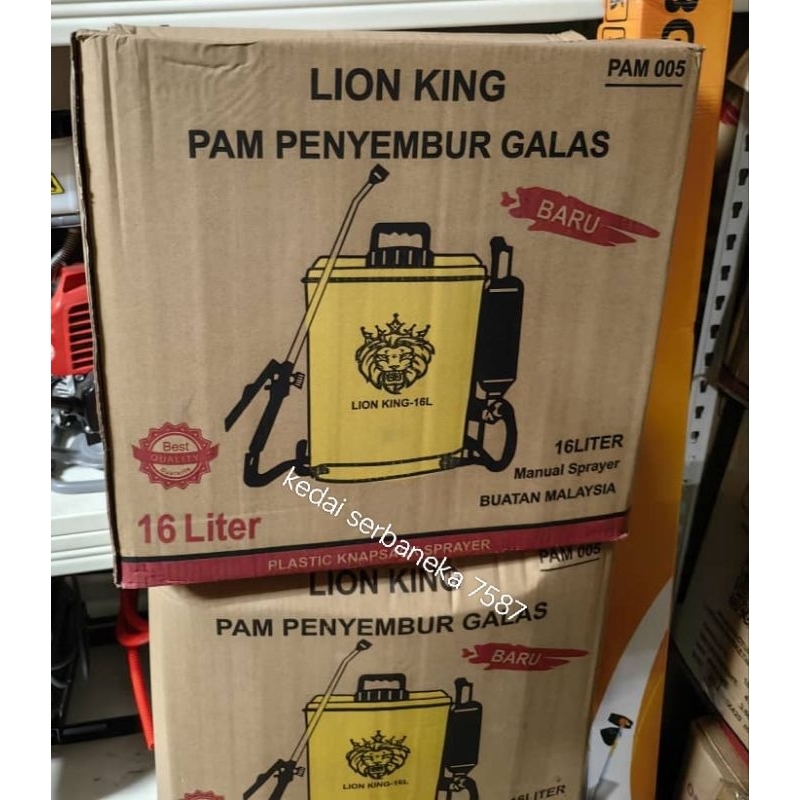 LION KING
PAM 005
PAM PENYEMBUR GALAS
BARU
LION KING-16L
Best
QUALITY
16LITER
Manual Sprayer
BUATAN MALAYSIA
16 Liter
PLASTIC KNAPSACK SPRAYER
kedai serbaneka 7587
LION KING
PAM 005
PAM PENYEMBUR GALAS
BARU
LION KING-16L
16LITER